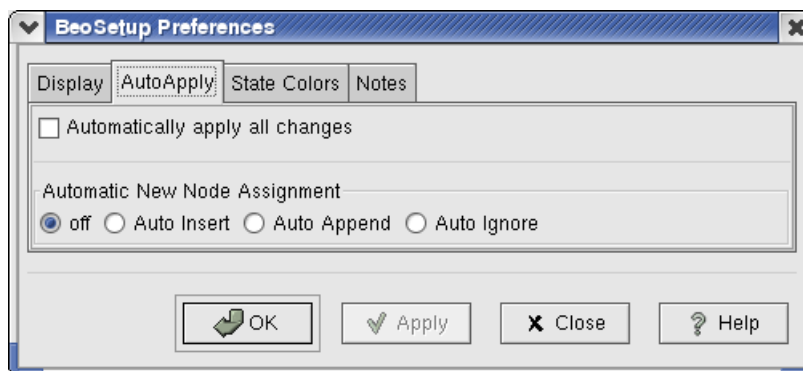 BeoSetup Preferences
Display AutoApply State Colors Notes
Automatically apply all changes
Automatic New Node Assignment
off Auto Insert Auto Append Auto Ignore
OK Apply Close Help